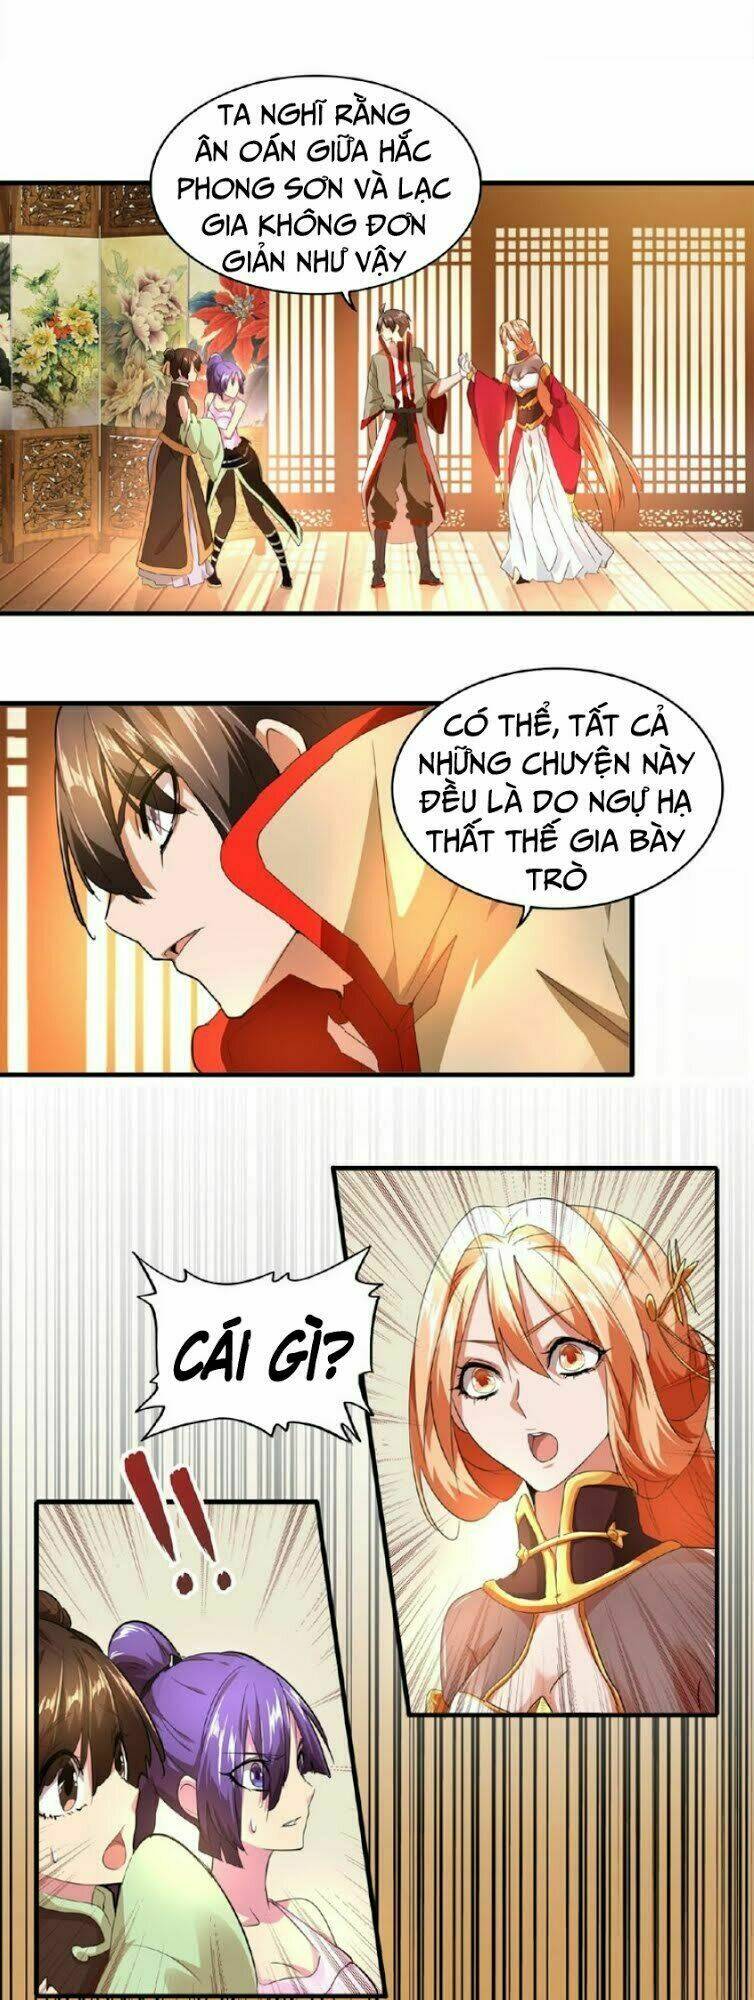 TA NGHĨ RẰNG
ÂN OÁN GIỮA HẮC
PHONG SƠN VÀ LẠC
GIA KHÔNG ĐƠN
GIẢN NHƯ VẬY
CÓ THỂ, TẤT CẢ
NHỮNG CHUYỆN NÀY
ĐỀU LÀ DO NGỰ HẠ
THẤT THẾ GIA BÀY
TRÒ
CÁI GÌ?
!!